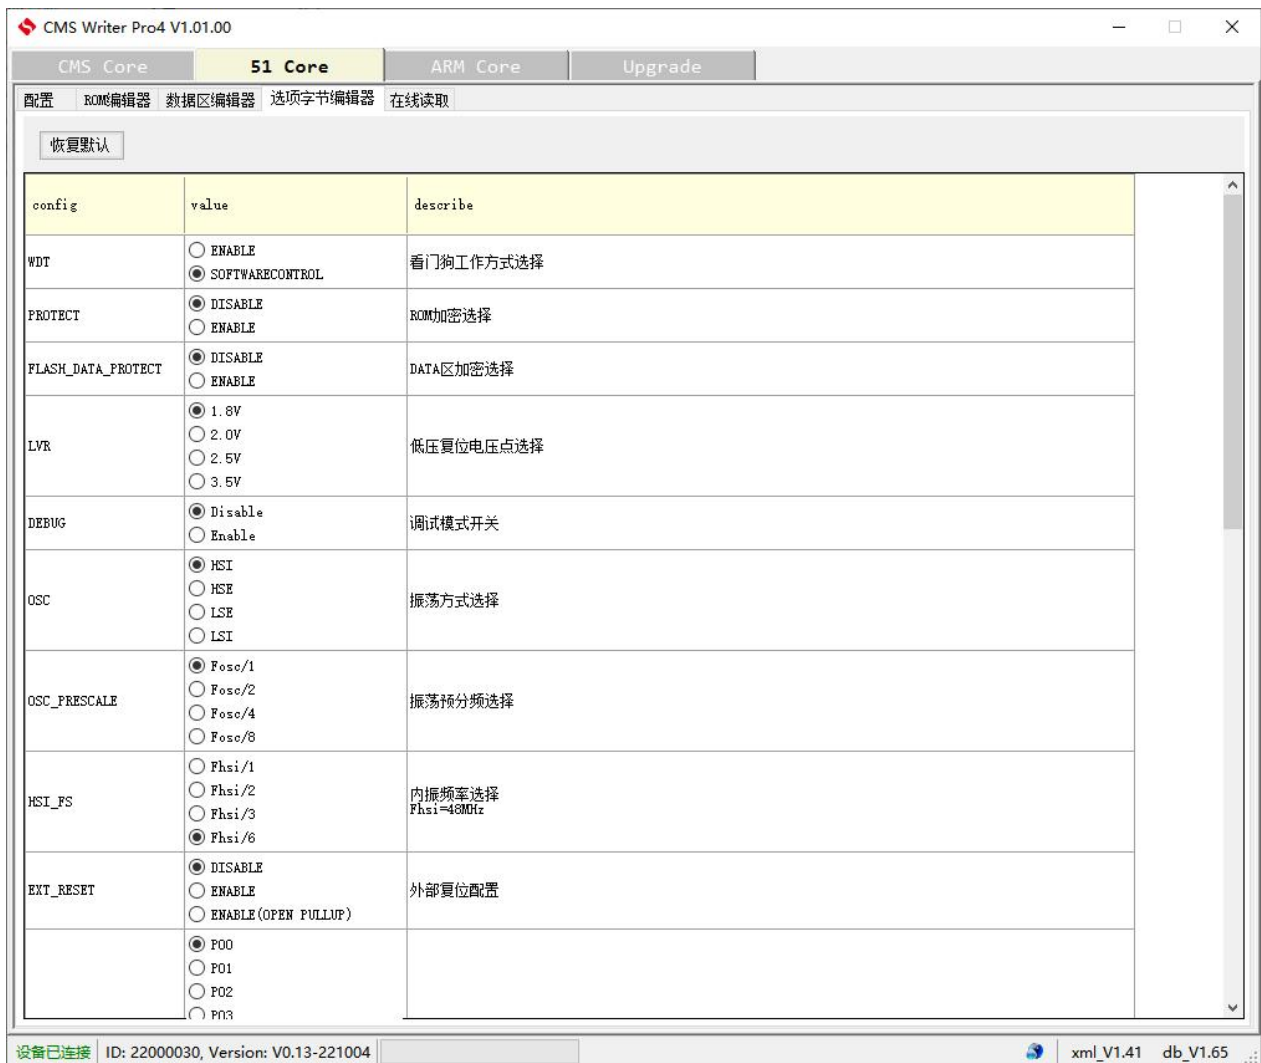 CMS Writer Pro4 V1.01.00
CMS Core 51 Core ARM Core Upgrade
配置 ROM编辑器 数据区编辑器 选项字节编辑器 在线读取
恢复默认
config value describe
WDT
ENABLE
SOFTWARECONTROL
看门狗工作方式选择
PROTECT
DISABLE
ENABLE
ROM加密选择
FLASH_DATA_PROTECT
DISABLE
ENABLE
DATA区加密选择
LVR
1.8V
2.0V
2.5V
3.5V
低压复位电压点选择
DEBUG
Disable
Enable
调试模式开关
OSC
HSI
HSE
LSE
LSI
振荡方式选择
OSC_PRESCALE
Fosc/1
Fosc/2
Fosc/4
Fosc/8
振荡预分频选择
HSI_FS
Fhsi/1
Fhsi/2
Fhsi/3
Fhsi/6
内振频率选择
Fhsi=48MHz
EXT_RESET
DISABLE
ENABLE
ENABLE(OPEN PULLUP)
外部复位配置
P00
P01
P02
P03
设备已连接 ID: 22000030, Version: V0.13-221004 xml_V1.41 db_V1.65